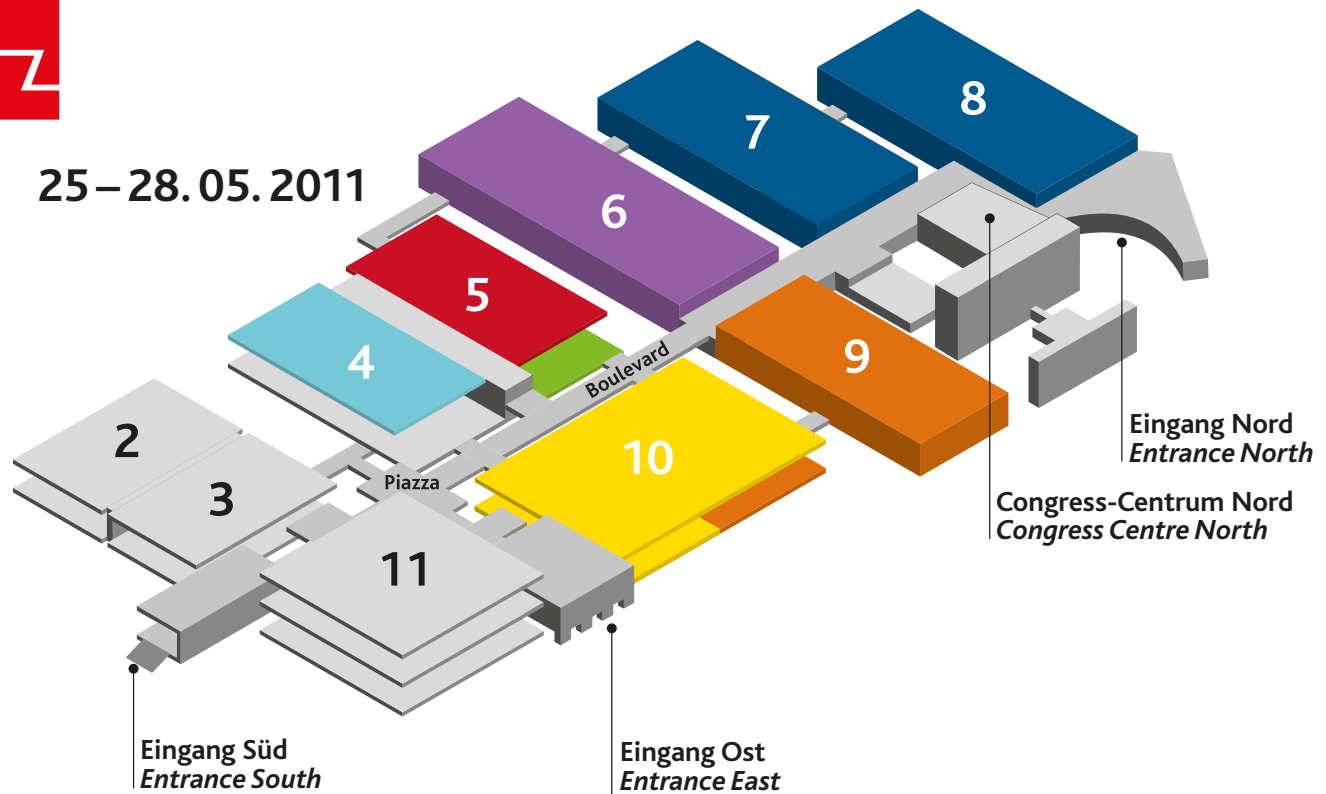 25 – 28. 05. 2011
8
7
6
5
4
9
Boulevard
2
10
3
Piazza
11
Eingang Nord
Entrance North
Congress-Centrum Nord
Congress Centre North
Eingang Süd
Entrance South
Eingang Ost
Entrance East